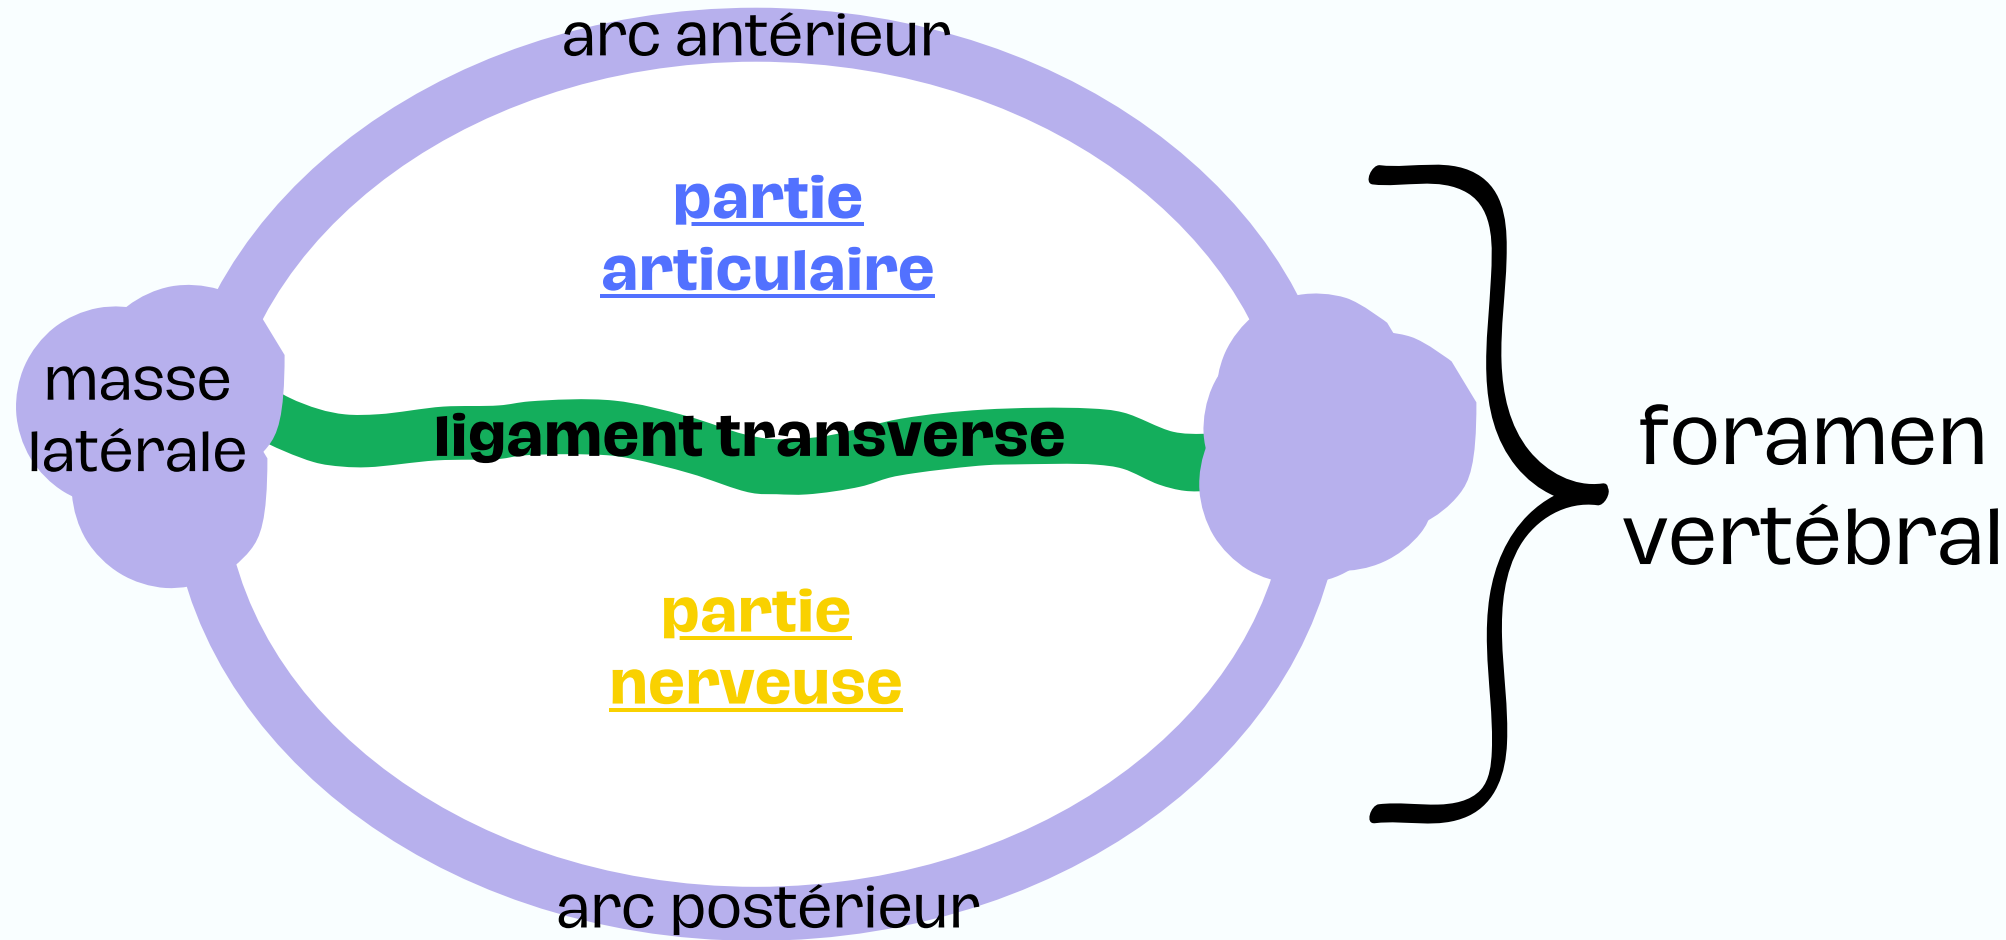 arc antérieur
partie
articulaire
masse
latérale
ligament transverse
foramen
vertébral
partie
nerveuse
arc postérieur